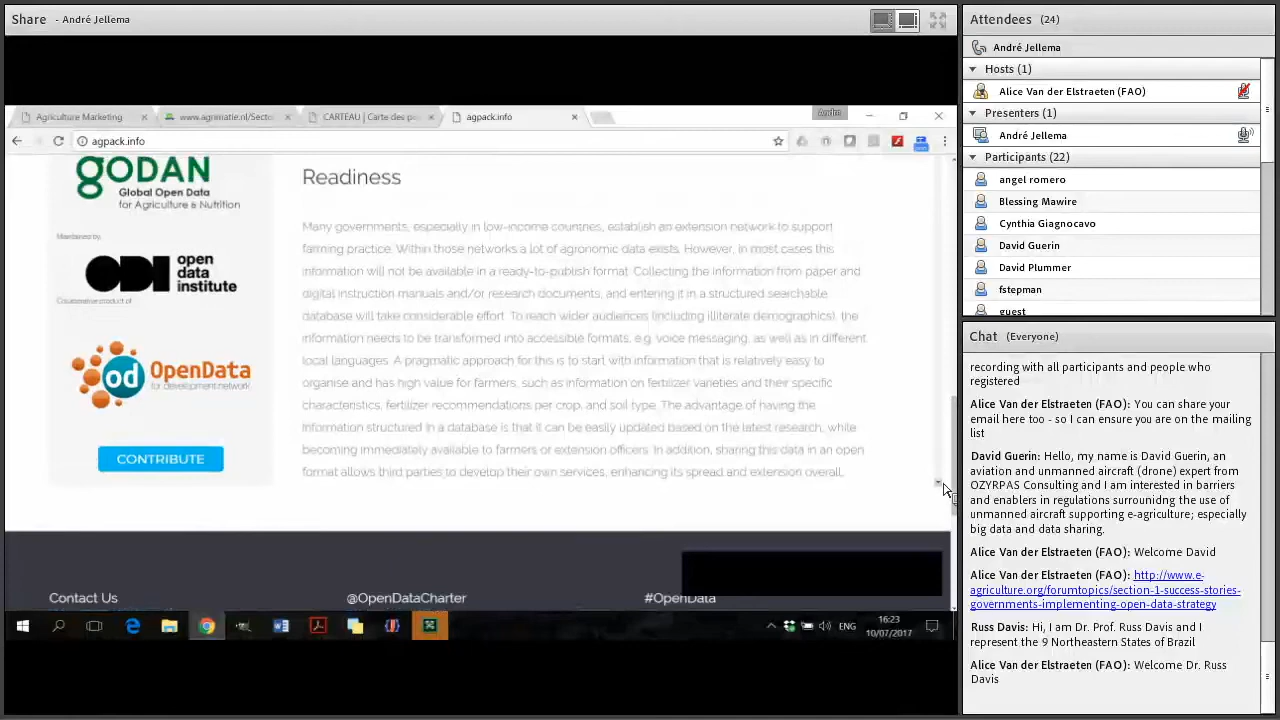 Share - André Jellema
Agriculture Marketing
www.agrimatie.nl/Secto
CARTEAU | Carte des pe
agpack.info
André
agpack.info
GODAN
Global Open Data
for Agriculture & Nutrition
Maintained by
ODI open data institute
Collaborative product of
od OpenData
for development network
CONTRIBUTE
Readiness
Many governments, especially in low-income countries, establish an extension network to support
farming practice. Within those networks a lot of agronomic data exists. However, in most cases this
information will not be available in a ready-to-publish format. Collecting the information from paper and
digital instruction manuals and/or research documents, and entering it in a structured searchable
database will take considerable effort. To reach wider audiences (including illiterate demographics), the
information needs to be transformed into accessible formats, e.g. voice messaging, as well as in different
local languages. A pragmatic approach for this is to start with information that is relatively easy to
organise and has high value for farmers, such as information on fertilizer varieties and their specific
characteristics, fertilizer recommendations per crop, and soil type. The advantage of having the
information structured in a database is that it can be easily updated based on the latest research, while
becoming immediately available to farmers or extension officers. In addition, sharing this data in an open
format allows third parties to develop their own services, enhancing its spread and extension overall.
Contact Us
@OpenDataCharter
#OpenData
ENG
16:23
10/07/2017
Attendees (24)
André Jellema
Hosts (1)
Alice Van der Elstraeten (FAO)
Presenters (1)
André Jellema
Participants (22)
angel romero
Blessing Mawire
Cynthia Giagnocavo
David Guerin
David Plummer
fstepman
guest
Chat (Everyone)
recording with all participants and people who
registered
Alice Van der Elstraeten (FAO): You can share your
email here too - so I can ensure you are on the mailing
list
David Guerin: Hello, my name is David Guerin, an
aviation and unmanned aircraft (drone) expert from
OZYRPAS Consulting and I am interested in barriers
and enablers in regulations surrouinidng the use of
unmanned aircraft supporting e-agriculture; especially
big data and data sharing.
Alice Van der Elstraeten (FAO): Welcome David
Alice Van der Elstraeten (FAO): http://www.e-
agriculture.org/forumtopics/section-1-success-stories-
governments-implementing-open-data-strategy
Russ Davis: Hi, I am Dr. Prof. Russ Davis and I
represent the 9 Northeastern States of Brazil
Alice Van der Elstraeten (FAO): Welcome Dr. Russ
Davis